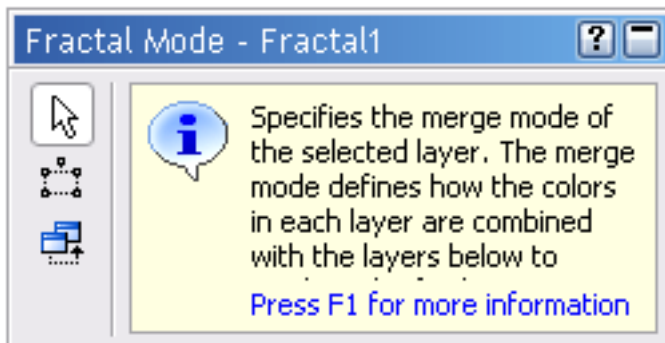 Fractal Mode - Fractal1
Specifies the merge mode of
the selected layer. The merge
mode defines how the colors
in each layer are combined
with the layers below to
Press F1 for more information